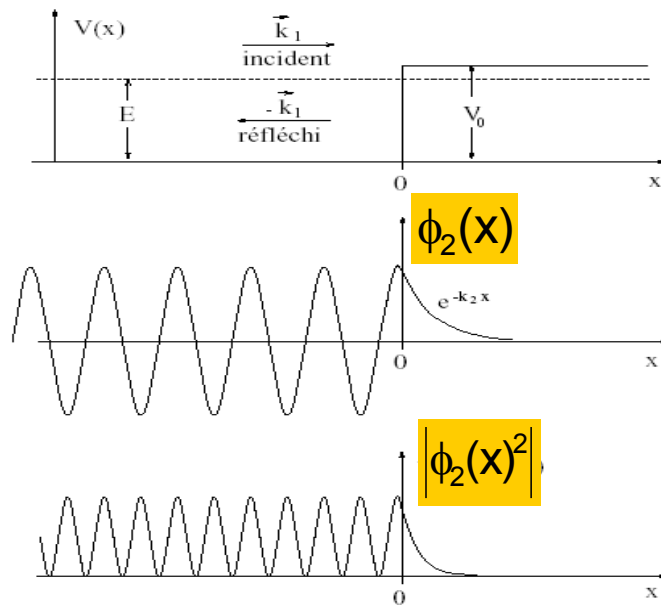 V(x)
k₁
incident
E
- k₁
réfléchi
V₀
0
x
ϕ₂(x)
e^-k₂x
0
x
|ϕ₂(x)²|
0
x